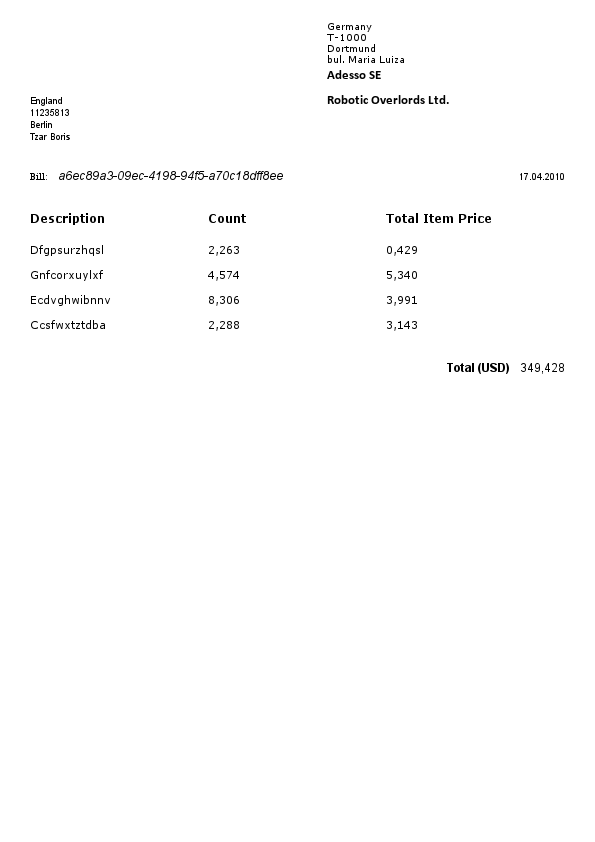 Germany
T-1000
Dortmund
bul. Maria Luiza
Adesso SE
Robotic Overlords Ltd.
England
11235813
Berlin
Tzar Boris
Bill: a6ec89a3-09ec-4198-94f5-a70c18dff8ee 17.04.2010
Description Count Total Item Price
Dfgpsurzhqsl 2,263 0,429
Gnfcorxuylxf 4,574 5,340
Ecdvghwibnnv 8,306 3,991
Ccsfwxtztdba 2,288 3,143
Total (USD) 349,428